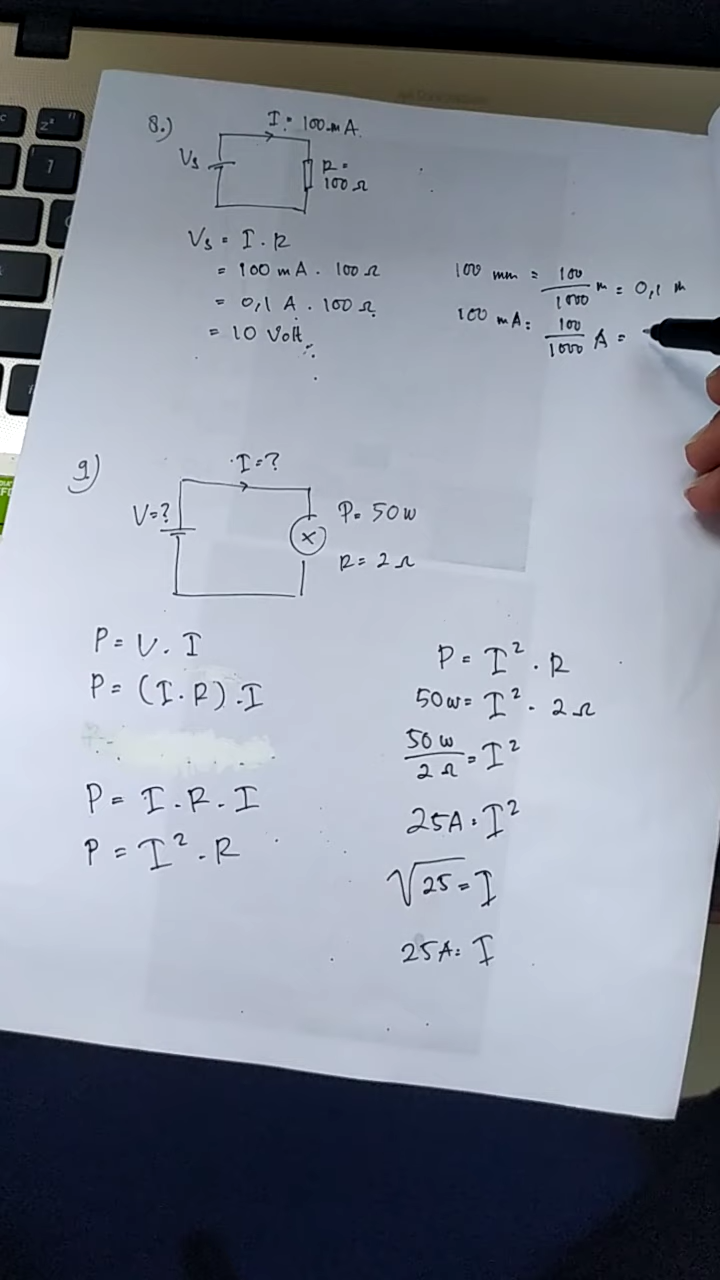 8.)
I = 100 mA.
Vs
R =
100 Ω
Vs = I . R
= 100 mA . 100 Ω
= 0,1 A . 100 Ω
= 10 Volt
100 mm = 100/1000 m = 0,1 m
100 mA = 100/1000 A =
9)
I = ?
V = ?
P = 50 w
R = 2 Ω
P = V . I
P = (I . R) . I
P = I . R . I
P = I² . R
P = I² . R
50 w = I² . 2 Ω
50 w/2 Ω = I²
25 A = I²
√25 = I
25 A = I